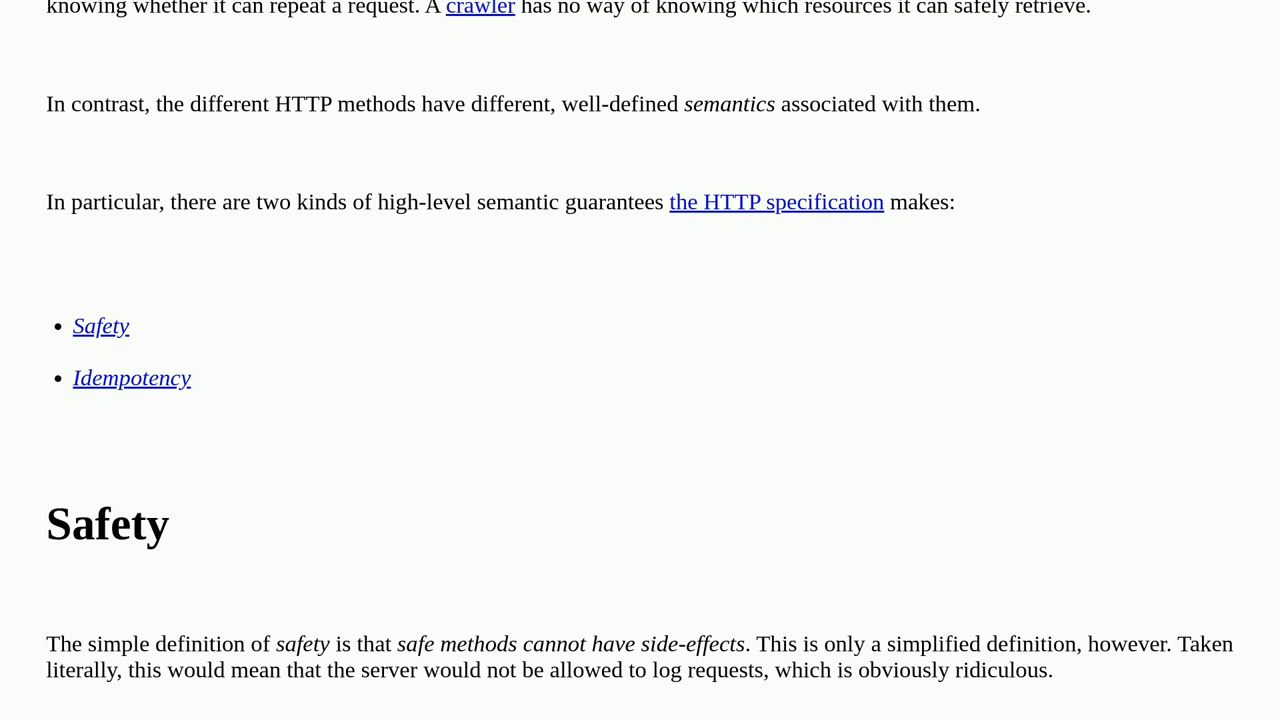 knowing whether it can repeat a request. A crawler has no way of knowing which resources it can safely retrieve.
In contrast, the different HTTP methods have different, well-defined semantics associated with them.
In particular, there are two kinds of high-level semantic guarantees the HTTP specification makes:
• Safety
• Idempotency
Safety
The simple definition of safety is that safe methods cannot have side-effects. This is only a simplified definition, however. Taken
literally, this would mean that the server would not be allowed to log requests, which is obviously ridiculous.